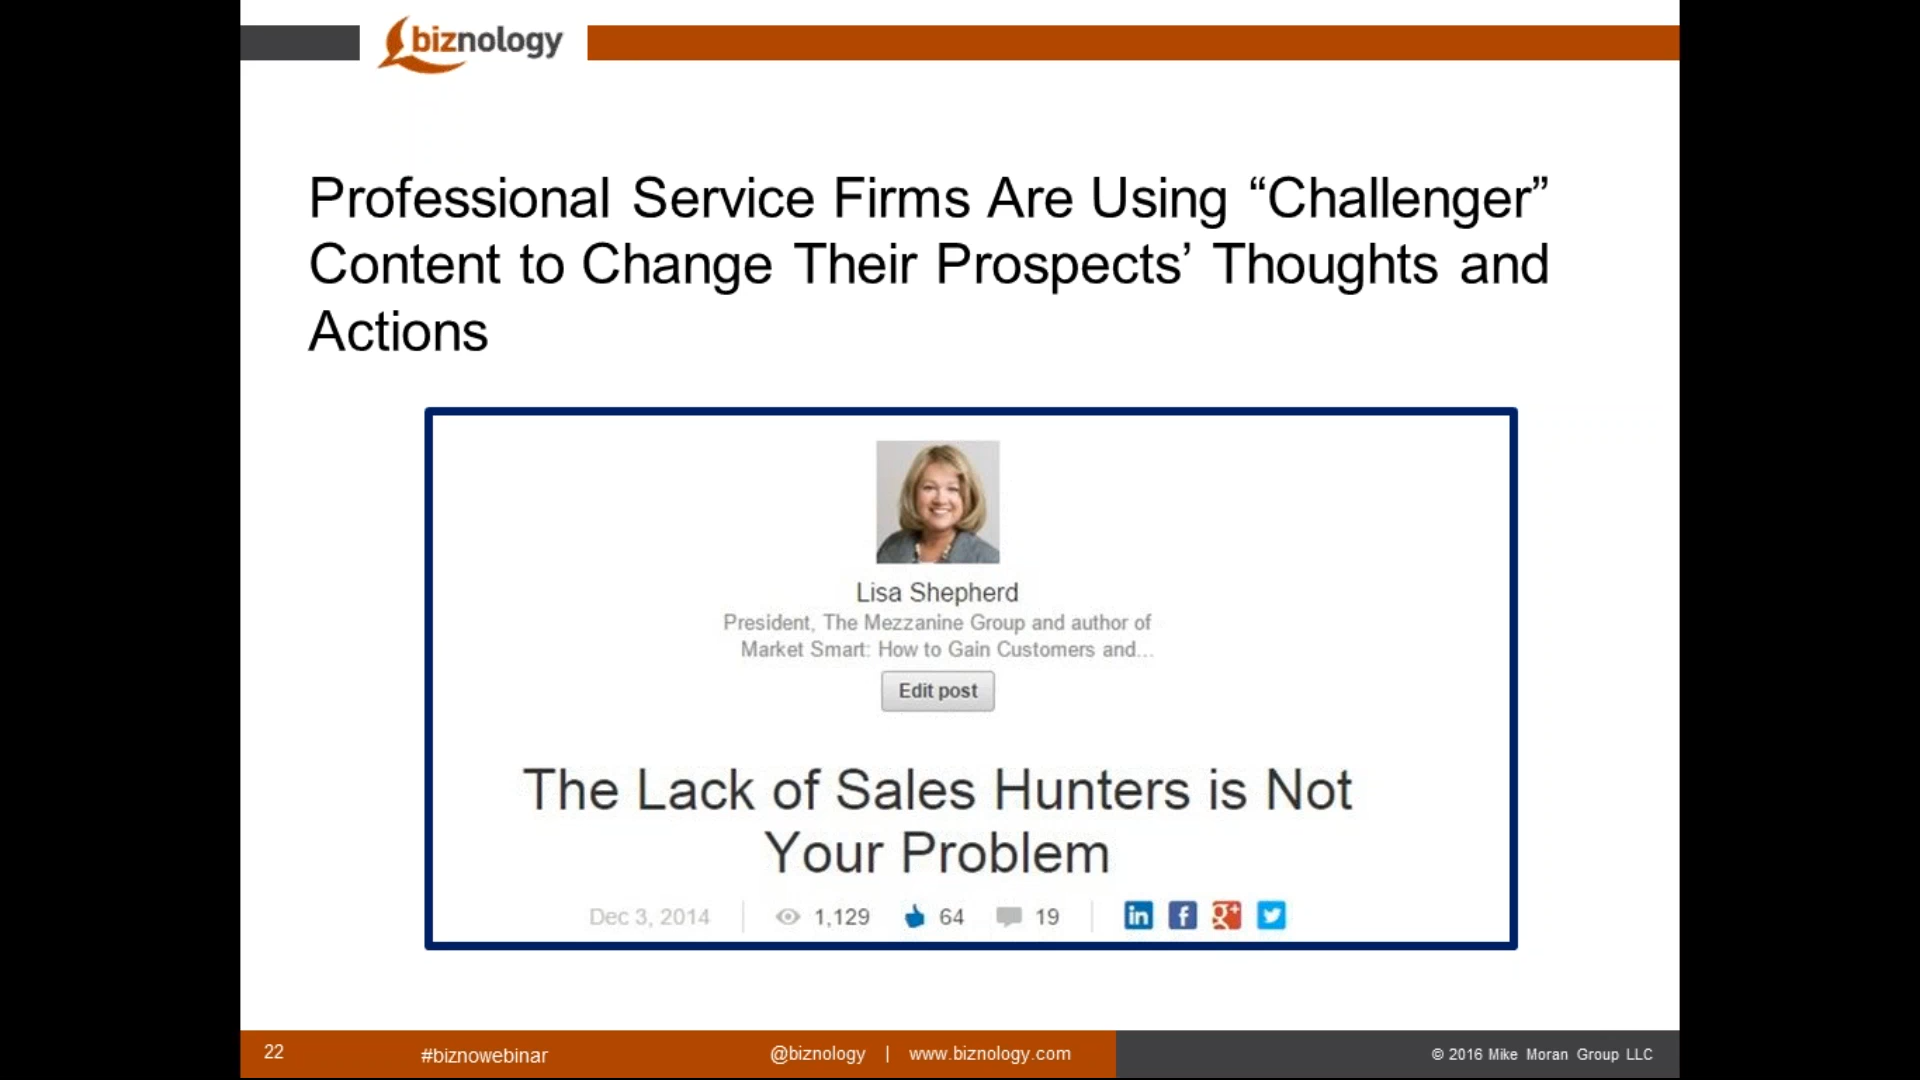 biznology
Professional Service Firms Are Using “Challenger”
Content to Change Their Prospects’ Thoughts and
Actions
Lisa Shepherd
President, The Mezzanine Group and author of
Market Smart: How to Gain Customers and...
Edit post
The Lack of Sales Hunters is Not
Your Problem
Dec 3, 2014 | 1,129 64 19 | in f g+
22 #biznowebinar @biznology | www.biznology.com © 2016 Mike Moran Group LLC